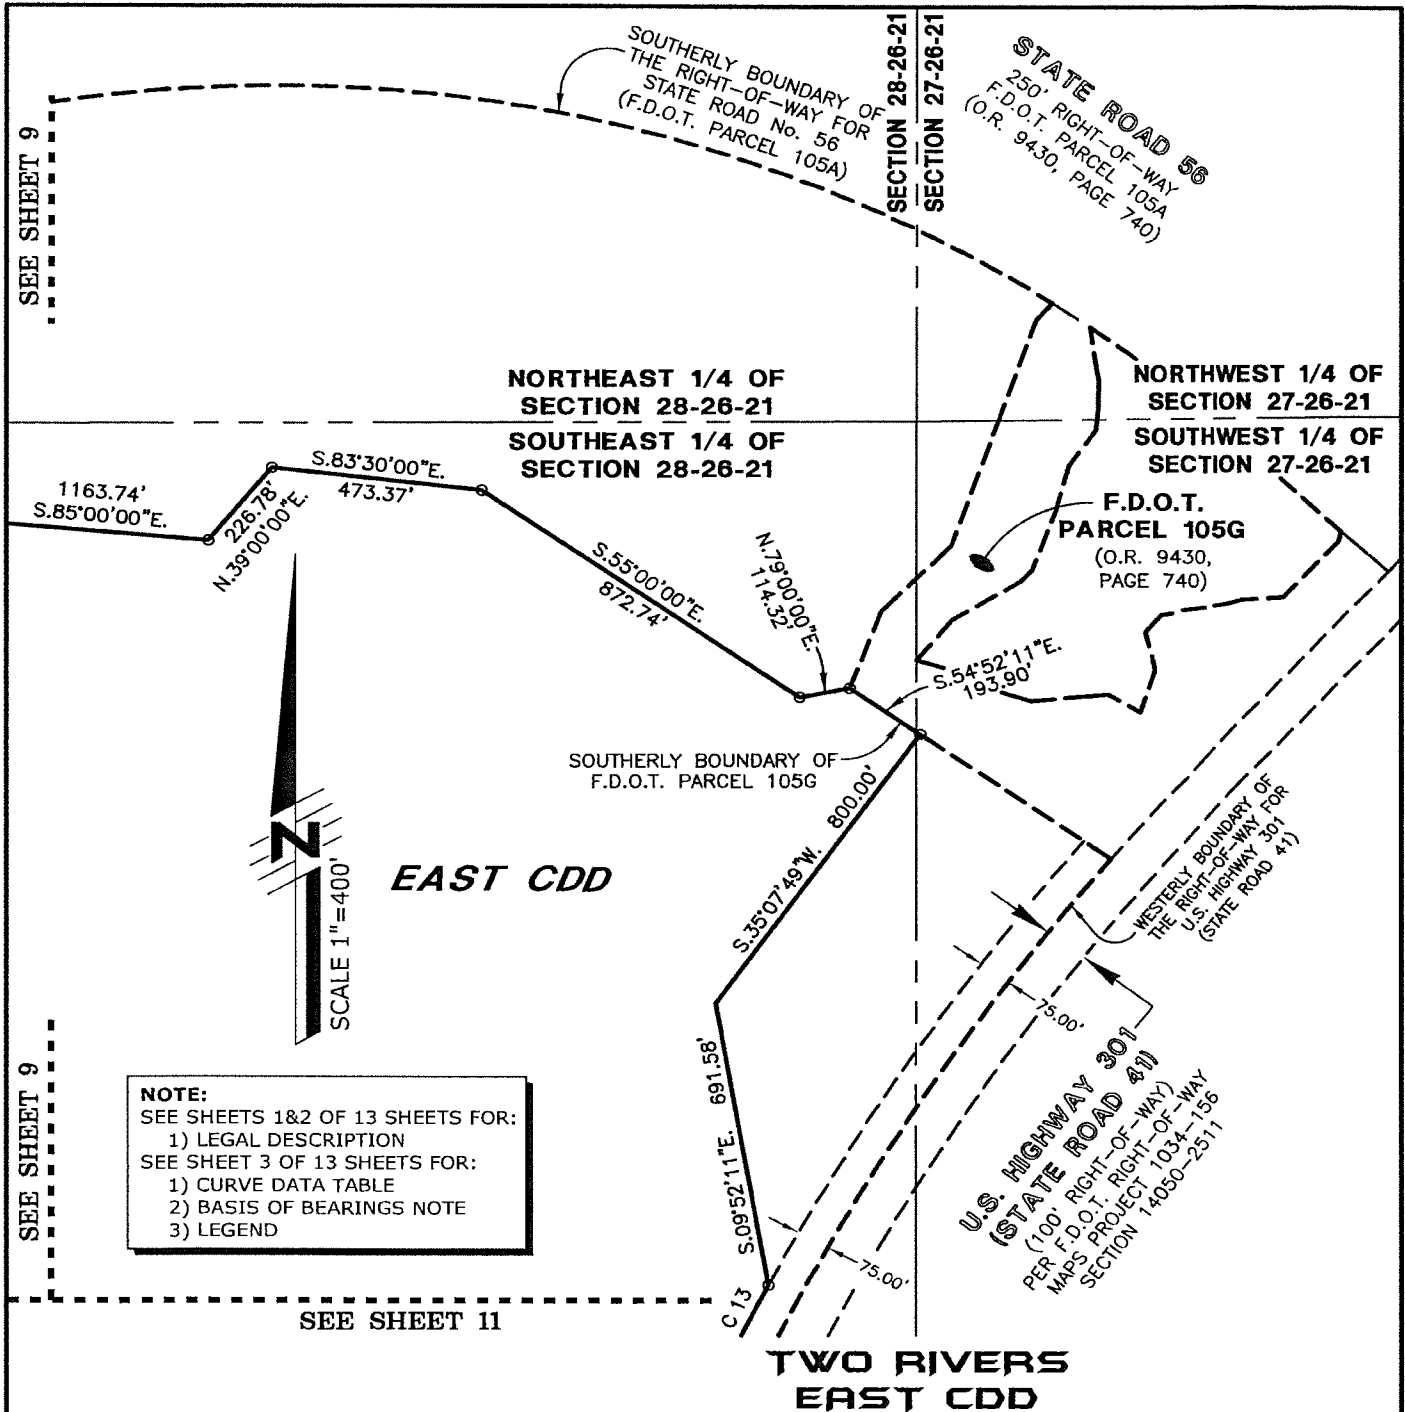 SOUTHERLY BOUNDARY OF
THE RIGHT-OF-WAY FOR
STATE ROAD No. 56
(F.D.O.T. PARCEL 105A)
SECTION 28-26-21
SECTION 27-26-21
STATE ROAD 56
250' RIGHT-OF-WAY
F.D.O.T. PARCEL 105A
(O.R. 9430, PAGE 740)
SEE SHEET 9
NORTHEAST 1/4 OF
SECTION 28-26-21
SOUTHEAST 1/4 OF
SECTION 28-26-21
NORTHWEST 1/4 OF
SECTION 27-26-21
SOUTHWEST 1/4 OF
SECTION 27-26-21
1163.74'
S.85°00'00"E.
226.78'
N.39°00'00"E.
S.83°30'00"E.
473.37'
S.55°00'00"E.
872.74'
N.79°00'00"E.
114.32'
F.D.O.T.
PARCEL 105G
(O.R. 9430,
PAGE 740)
S.54°52'11"E.
193.90'
SOUTHERLY BOUNDARY OF
F.D.O.T. PARCEL 105G
S.35°07'49"W. 800.00'
WESTERLY BOUNDARY OF
THE RIGHT-OF-WAY FOR
U.S. HIGHWAY 301
(STATE ROAD 41)
N
SCALE 1"=400'
EAST CDD
75.00'
U.S. HIGHWAY 301
(STATE ROAD 41)
(100' RIGHT-OF-WAY)
PER F.D.O.T. RIGHT-OF-WAY
MAPS PROJECT 1034-156
SECTION 14050-2511
S.09°52'11"E. 691.58'
75.00'
C 13
SEE SHEET 9
NOTE:
SEE SHEETS 1&2 OF 13 SHEETS FOR:
1) LEGAL DESCRIPTION
SEE SHEET 3 OF 13 SHEETS FOR:
1) CURVE DATA TABLE
2) BASIS OF BEARINGS NOTE
3) LEGEND
SEE SHEET 11
TWO RIVERS
EAST CDD